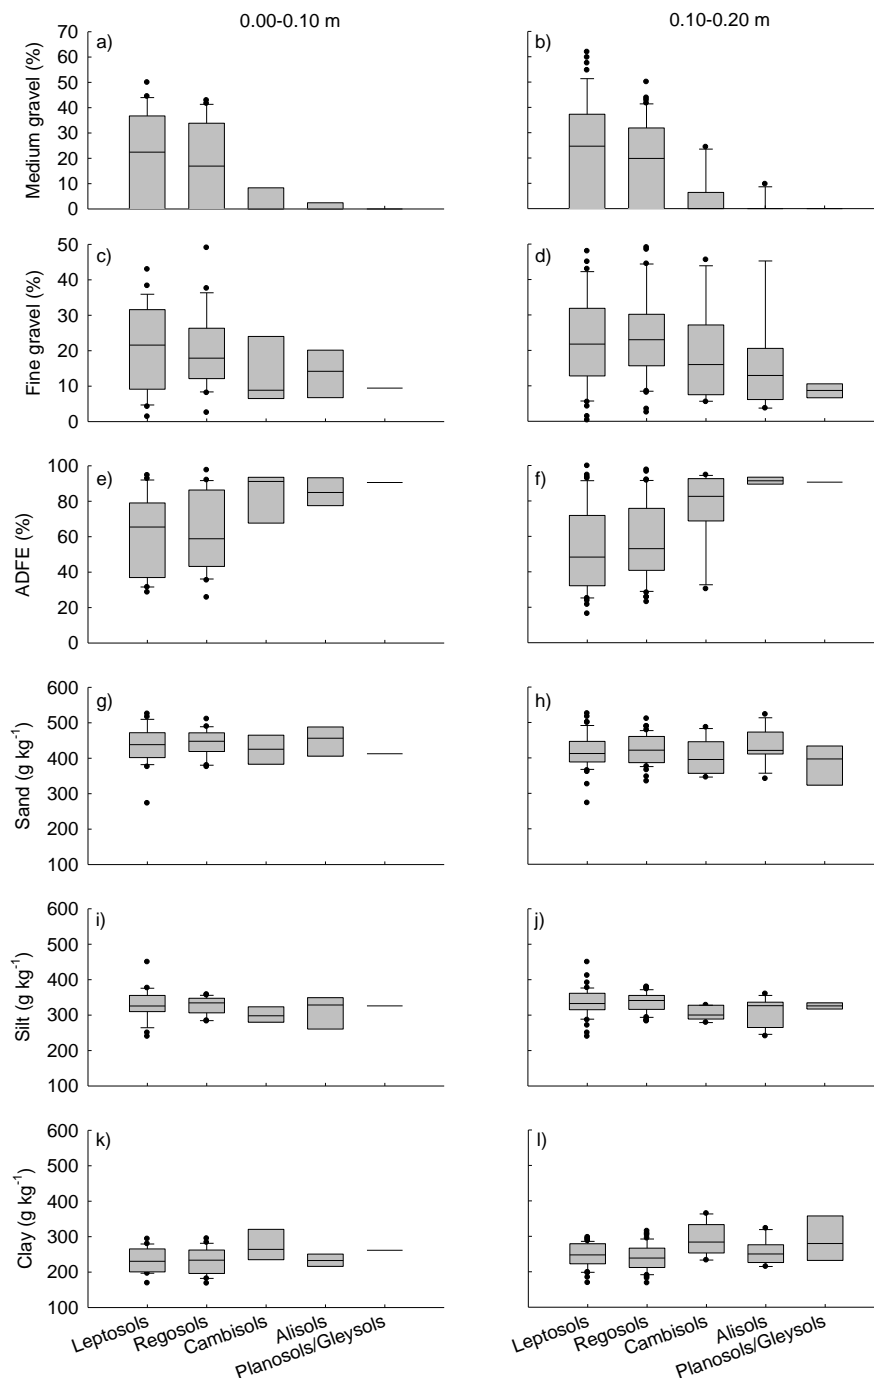 0.00-0.10 m
0.10-0.20 m
a)
b)
Medium gravel (%)
70
60
50
40
30
20
10
0
c)
d)
Fine gravel (%)
50
40
30
20
10
0
e)
f)
ADFE (%)
100
80
60
40
20
0
g)
h)
Sand (g kg-1)
600
500
400
300
200
100
i)
j)
Silt (g kg-1)
600
500
400
300
200
100
k)
l)
Clay (g kg-1)
600
500
400
300
200
100
Leptosols
Regosols
Cambisols
Alisols
Planosols/Gleysols
Leptosols
Regosols
Cambisols
Alisols
Planosols/Gleysols